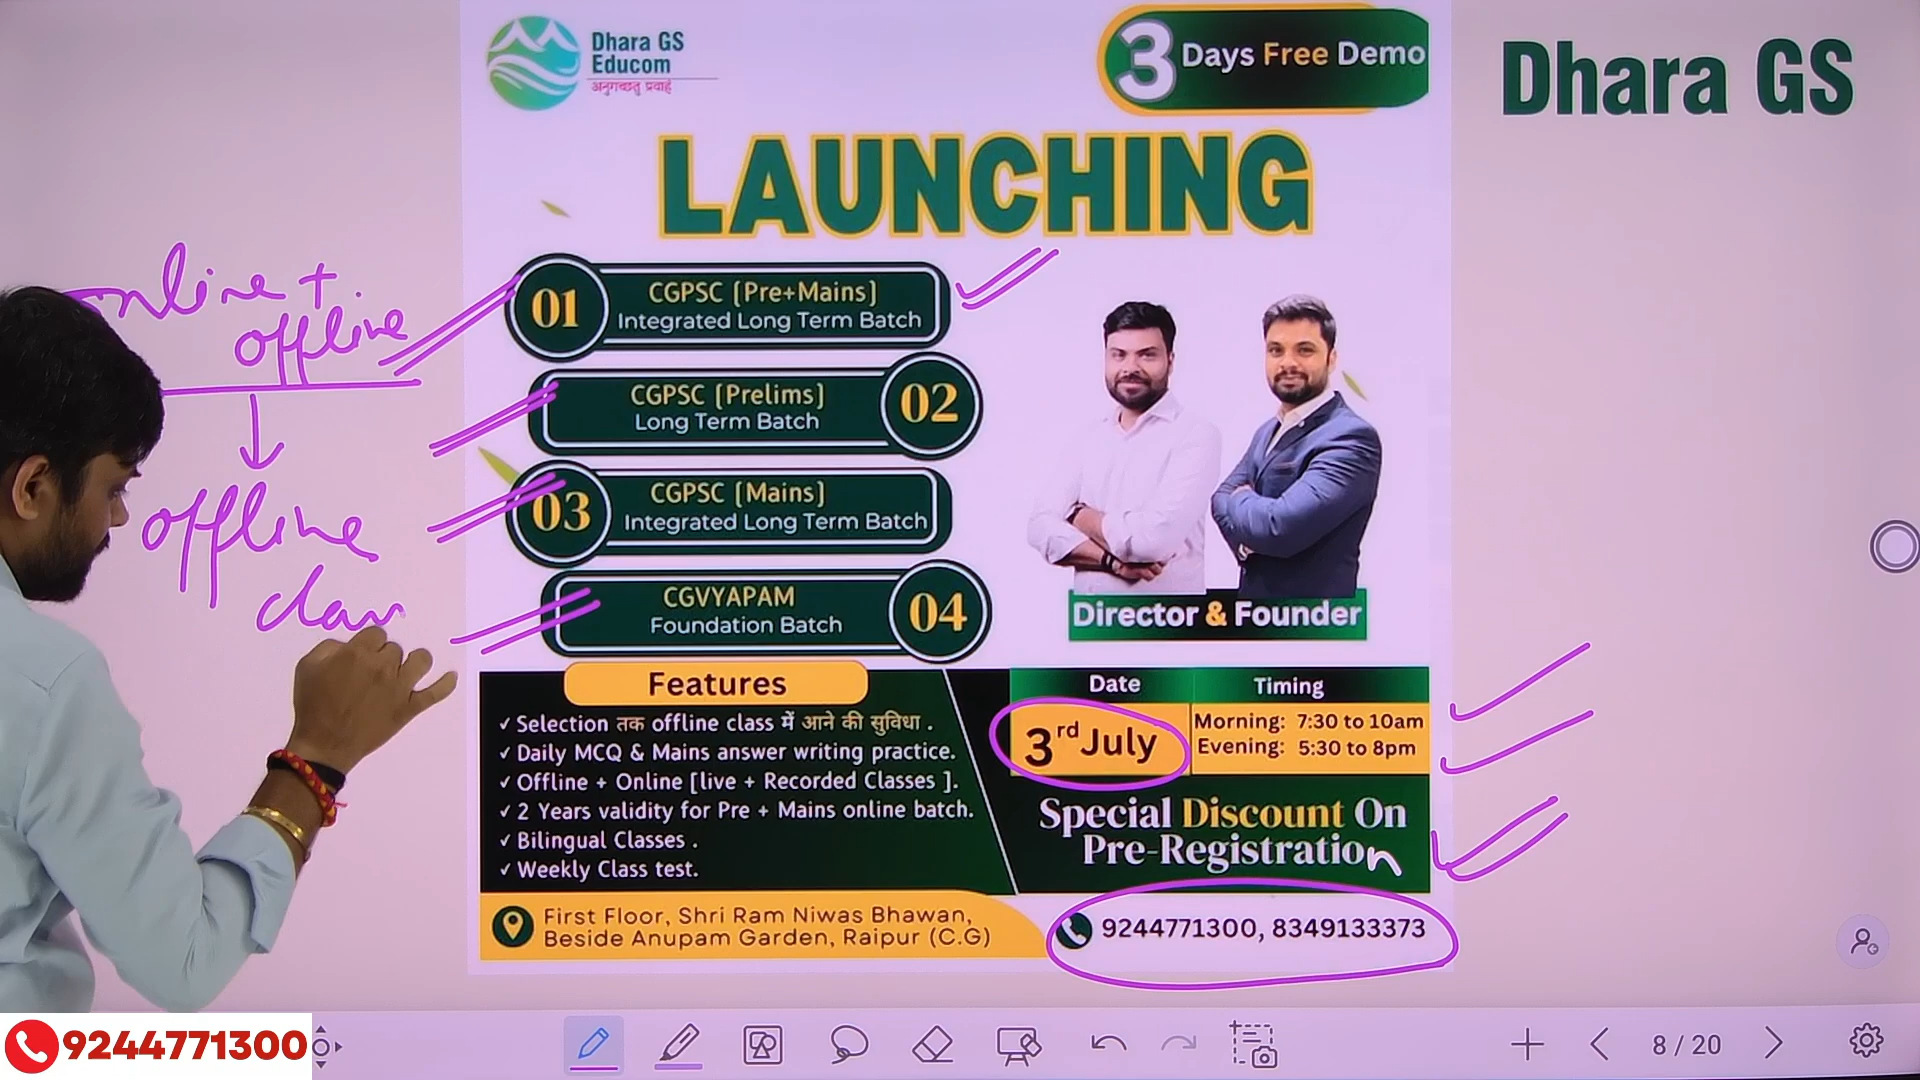 Dhara GS
Educom
अनुगच्छतु प्रवाहं
3 Days Free Demo
Dhara GS
LAUNCHING
online +
offline
offline
clas
01
CGPSC [Pre+Mains]
Integrated Long Term Batch
CGPSC [Prelims]
Long Term Batch
02
03
CGPSC [Mains]
Integrated Long Term Batch
CGVYAPAM
Foundation Batch
04
Director & Founder
Features
✓ Selection तक offline class में आने की सुविधा .
✓ Daily MCQ & Mains answer writing practice.
✓ Offline + Online [live + Recorded Classes ].
✓ 2 Years validity for Pre + Mains online batch.
✓ Bilingual Classes .
✓ Weekly Class test.
Date
Timing
3rd July
Morning: 7:30 to 10am
Evening: 5:30 to 8pm
Special Discount On
Pre-Registration
First Floor, Shri Ram Niwas Bhawan,
Beside Anupam Garden, Raipur (C.G)
9244771300, 8349133373
9244771300
8 / 20